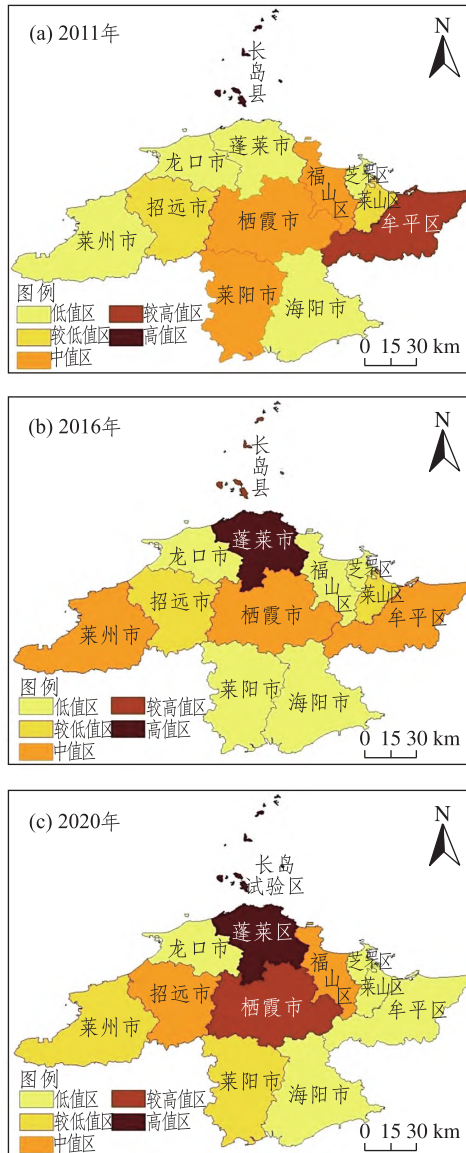 (a) 2011年
N
长岛县
蓬莱市
龙口市
福山区
芝罘区
莱山区
招远市
栖霞市
牟平区
莱州市
莱阳市
海阳市
图例
低值区
较高值区
较低值区
高值区
中值区
0 15 30 km
(b) 2016年
N
长岛县
蓬莱市
龙口市
福山区
芝罘区
莱山区
招远市
栖霞市
牟平区
莱州市
莱阳市
海阳市
图例
低值区
较高值区
较低值区
高值区
中值区
0 15 30 km
(c) 2020年
N
长岛
试验区
蓬莱区
龙口市
福山区
芝罘区
莱山区
招远市
栖霞市
牟平区
莱州市
莱阳市
海阳市
图例
低值区
较高值区
较低值区
高值区
中值区
0 15 30 km